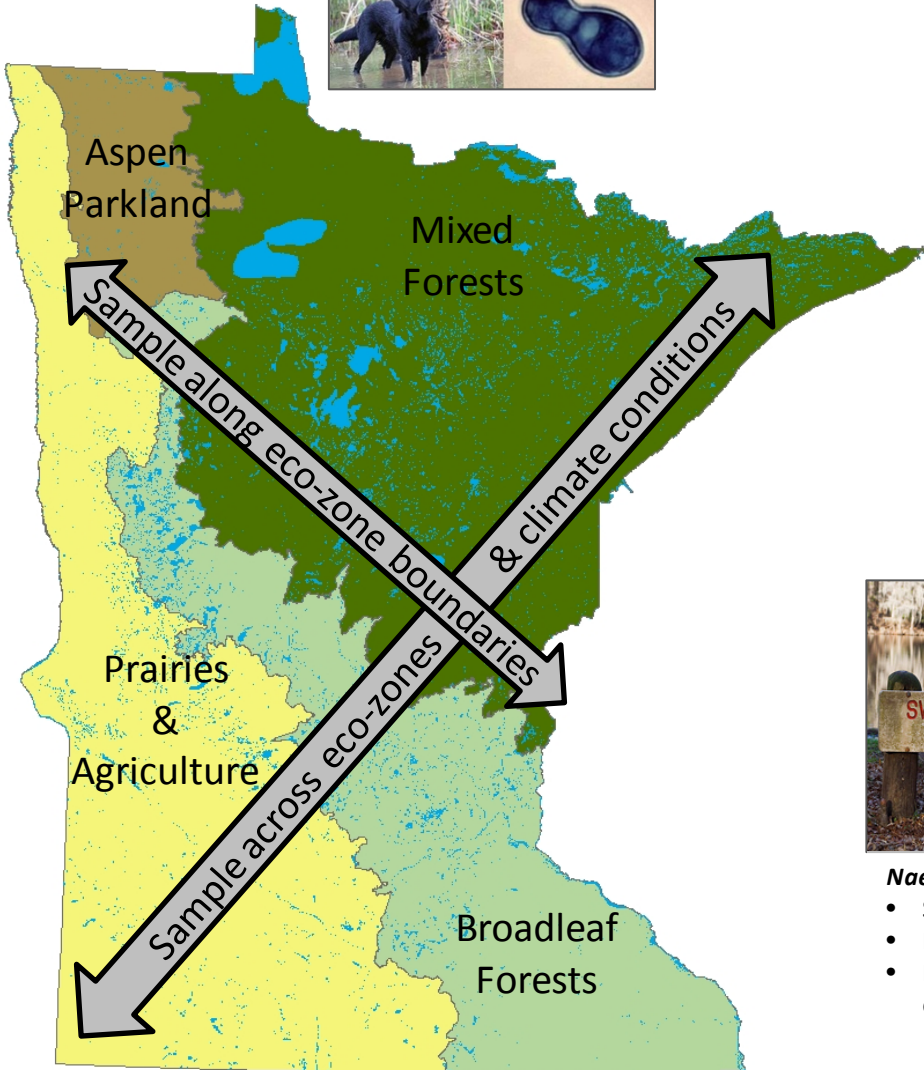 Aspen
Parkland
Mixed
Forests
Sample along eco-zone boundaries
& climate conditions
Sample across eco-zones
Prairies
&
Agriculture
Broadleaf
Forests
•
•
•